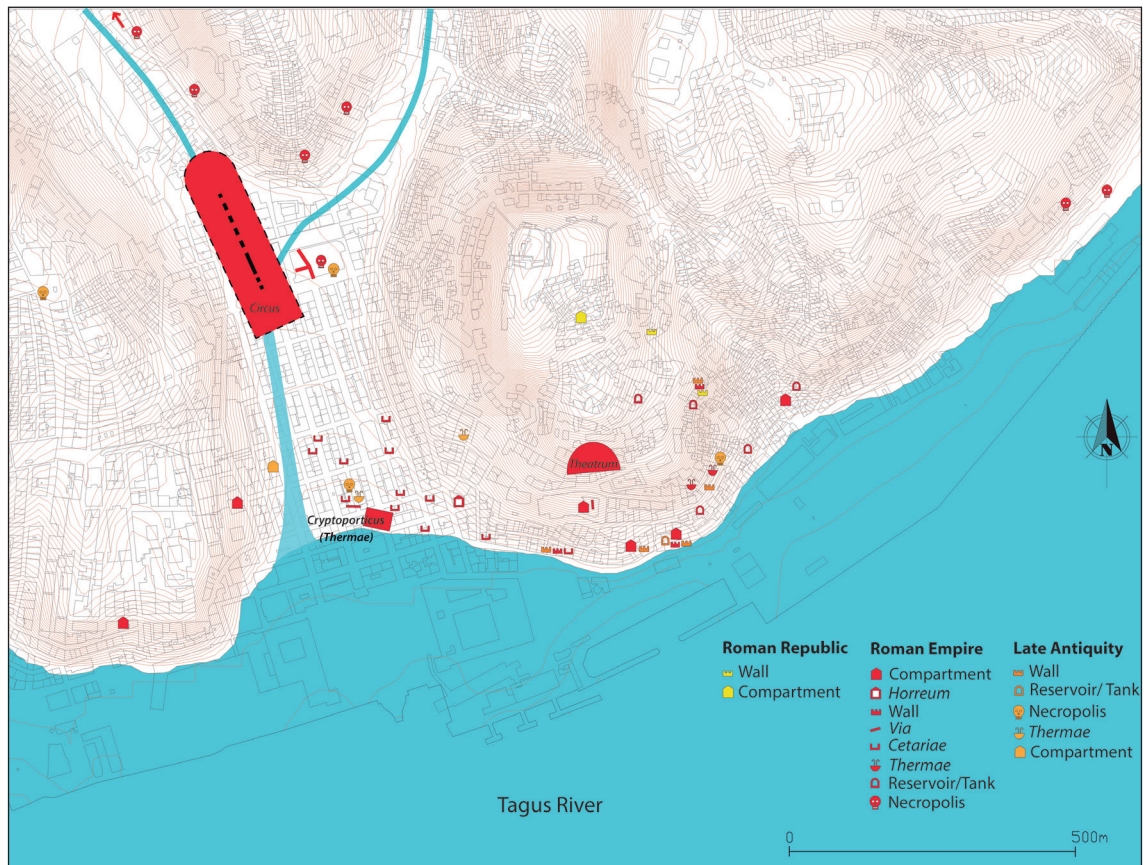 Circus
Theatrum
Cryptoporticus
(Thermae)
N
Roman Republic
Wall
Compartment
Roman Empire
Compartment
Horreum
Wall
Via
Cetariae
Thermae
Reservoir/Tank
Necropolis
Late Antiquity
Wall
Reservoir/ Tank
Necropolis
Thermae
Compartment
Tagus River
0 500m